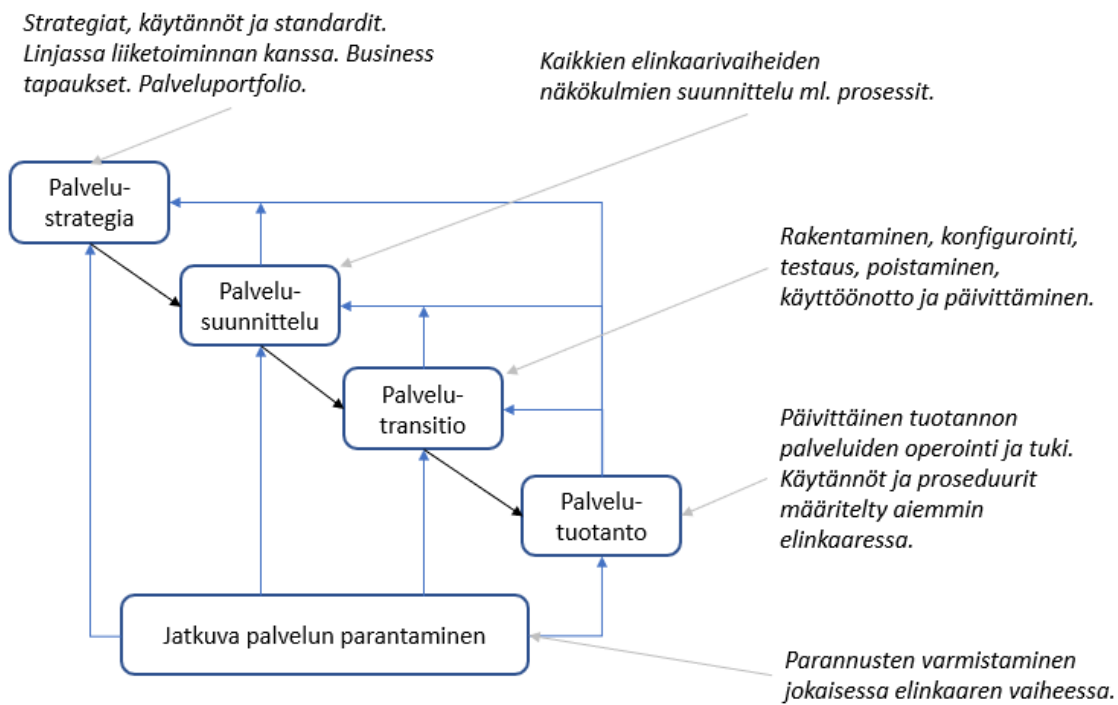 Strategiat, käytännöt ja standardit.
Linjassa liiketoiminnan kanssa. Business
tapaukset. Palveluportfolio.
Kaikkien elinkaarivaiheiden
näkökulmien suunnittelu ml. prosessit.
Palvelu-
strategia
Rakentaminen, konfigurointi,
testaus, poistaminen,
käyttöönotto ja päivittäminen.
Palvelu-
suunnittelu
Palvelu-
transitio
Päivittäinen tuotannon
palveluiden operointi ja tuki.
Käytännöt ja proseduurit
määritelty aiemmin
elinkaaressa.
Palvelu-
tuotanto
Jatkuva palvelun parantaminen
Parannusten varmistaminen
jokaisessa elinkaaren vaiheessa.